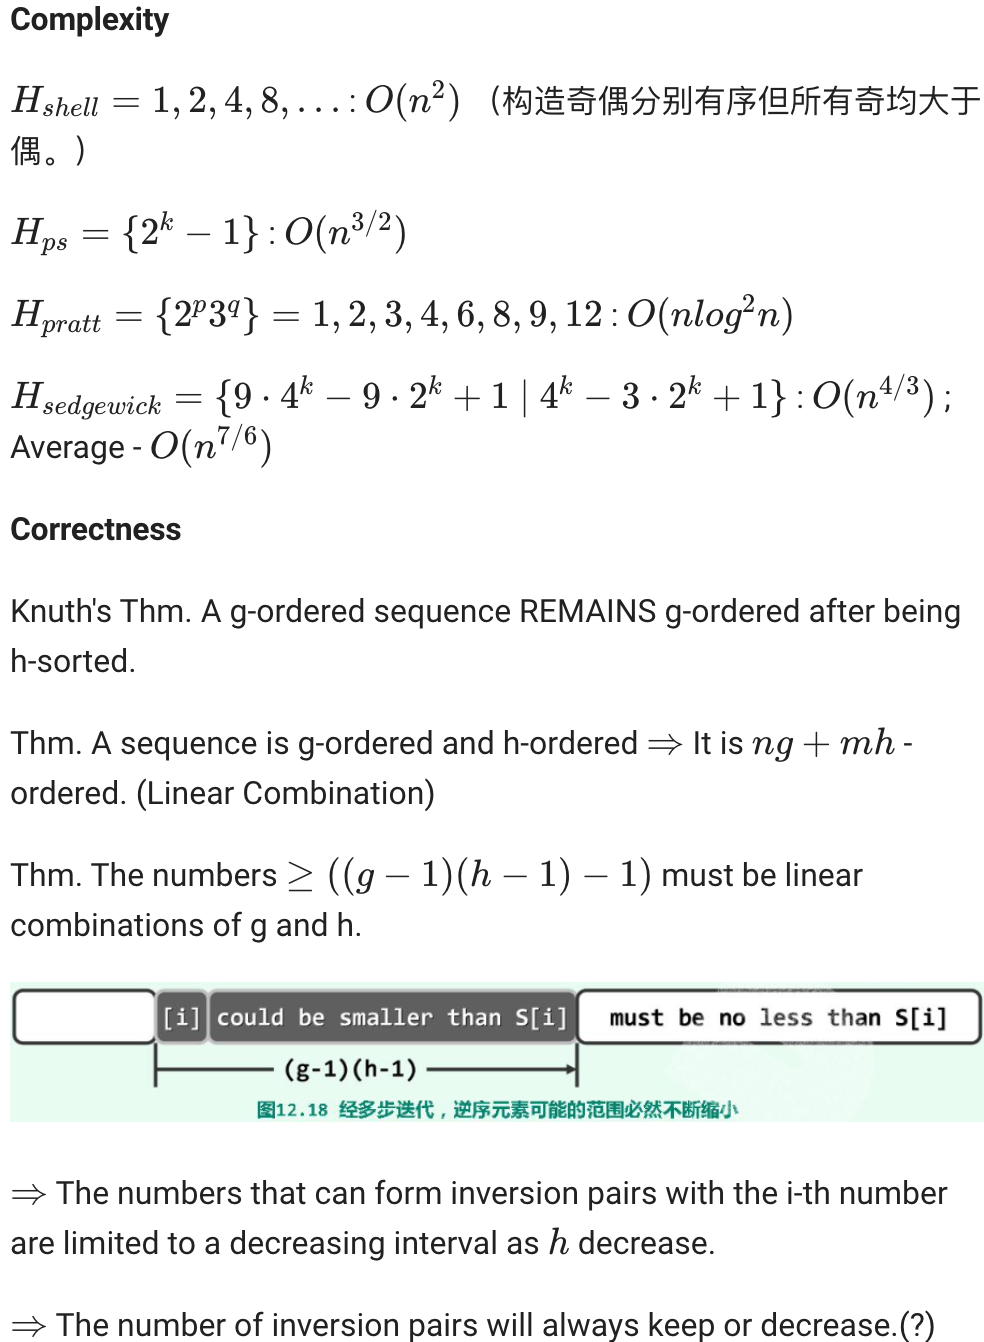 Complexity
H_shell = 1, 2, 4, 8, ... : O(n^2) （构造奇偶分别有序但所有奇均大于
偶。）
H_ps = {2^k − 1} : O(n^{3/2})
H_pratt = {2^p3^q} = 1, 2, 3, 4, 6, 8, 9, 12 : O(nlog^2n)
H_sedgewick = {9 · 4^k − 9 · 2^k + 1 | 4^k − 3 · 2^k + 1} : O(n^{4/3}) ;
Average - O(n^{7/6})
Correctness
Knuth's Thm. A g-ordered sequence REMAINS g-ordered after being
h-sorted.
Thm. A sequence is g-ordered and h-ordered ⇒ It is ng + mh -
ordered. (Linear Combination)
Thm. The numbers ≥ ((g − 1)(h − 1) − 1) must be linear
combinations of g and h.
[i] could be smaller than S[i] must be no less than S[i]
(g-1)(h-1)
图12.18 经多步迭代，逆序元素可能的范围必然不断缩小
⇒ The numbers that can form inversion pairs with the i-th number
are limited to a decreasing interval as h decrease.
⇒ The number of inversion pairs will always keep or decrease.(?)